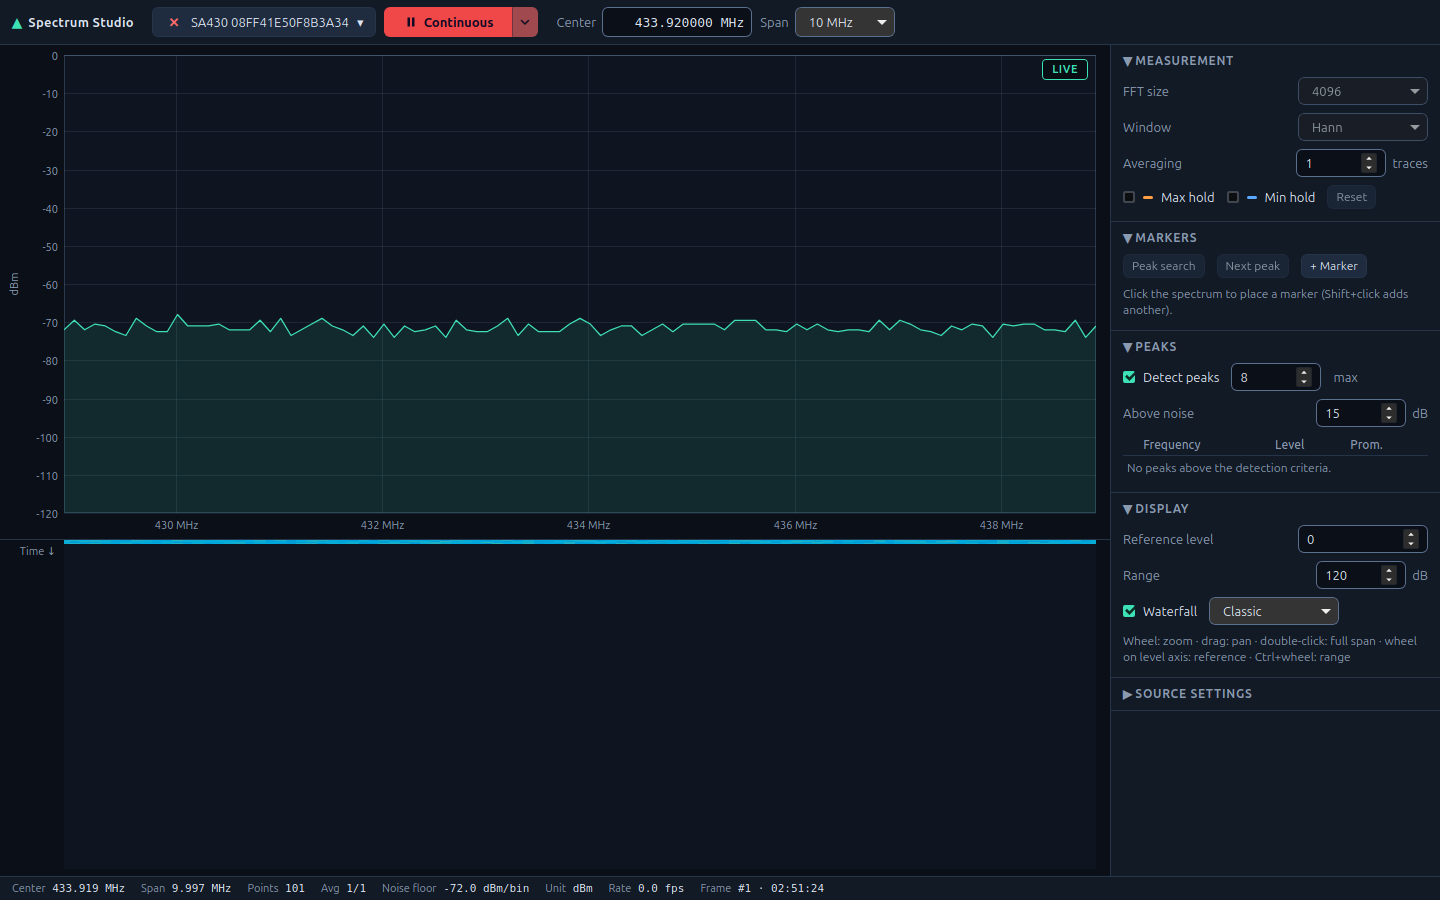 Spectrum Studio
SA430 08FF41E50F8B3A34
Continuous
Center 433.920000 MHz
Span 10 MHz
LIVE
0
-10
-20
-30
-40
-50
-60
-70
-80
-90
-100
-110
-120
dBm
430 MHz 432 MHz 434 MHz 436 MHz 438 MHz
Time ↓
▼ MEASUREMENT
FFT size 4096
Window Hann
Averaging 1 traces
Max hold Min hold Reset
▼ MARKERS
Peak search Next peak + Marker
Click the spectrum to place a marker (Shift+click adds
another).
▼ PEAKS
Detect peaks 8 max
Above noise 15 dB
Frequency Level Prom.
No peaks above the detection criteria.
▼ DISPLAY
Reference level 0
Range 120 dB
Waterfall Classic
Wheel: zoom · drag: pan · double-click: full span · wheel
on level axis: reference · Ctrl+wheel: range
▶ SOURCE SETTINGS
Center 433.919 MHz Span 9.997 MHz Points 101 Avg 1/1 Noise floor -72.0 dBm/bin Unit dBm Rate 0.0 fps Frame #1 · 02:51:24